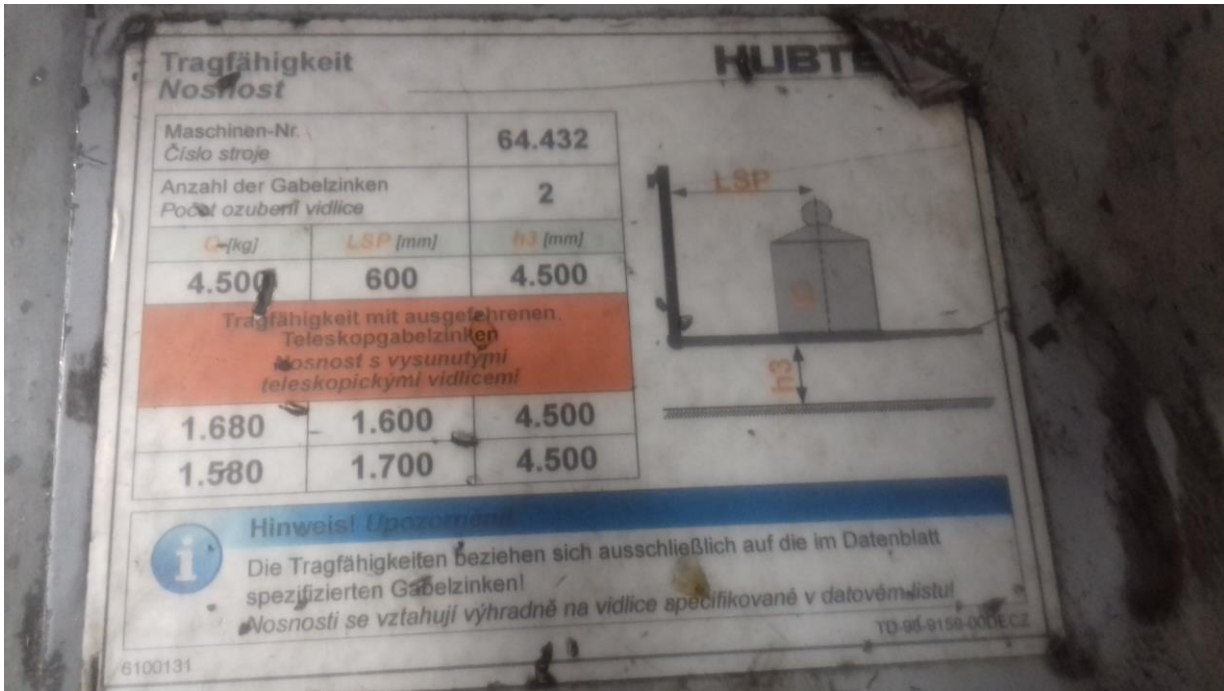 Tragfähigkeit
Nosnost
HUBTE
Maschinen-Nr.
Číslo stroje
64.432
Anzahl der Gabelzinken
Počet ozubení vidlice
2
Q [kg] LSP [mm] h3 [mm]
4.500 600 4.500
Tragfähigkeit mit ausgefehrenen.
Teleskopgabelzinken
Nosnost s vysunutými
teleskopickými vidlicemi
1.680 1.600 4.500
1.580 1.700 4.500
LSP
Q
h3
Hinweis! Upozornění!
Die Tragfähigkeiten beziehen sich ausschließlich auf die im Datenblatt
spezifizierten Gabelzinken!
Nosnosti se vztahují výhradně na vidlice specifikované v datovém listu!
TD-98-9159-00DECZ
6100131